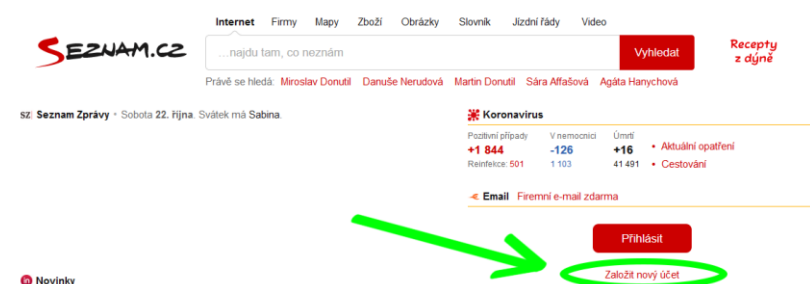 Internet Firmy Mapy Zboží Obrázky Slovník Jízdní řády Video
SEZNAM.CZ
...najdu tam, co neznám
Vyhledat
Recepty
z dýně
Právě se hledá: Miroslav Donutil Danuše Nerudová Martin Donutil Sára Affašová Agáta Hanychová
sz Seznam Zprávy • Sobota 22. října. Svátek má Sabina.
Koronavirus
Pozitivní případy V nemocnici Úmrtí
+1 844 -126 +16 • Aktuální opatření
Reinfekce: 501 1 103 41 491 • Cestování
Email Firemní e-mail zdarma
Přihlásit
Založit nový účet
Novinky